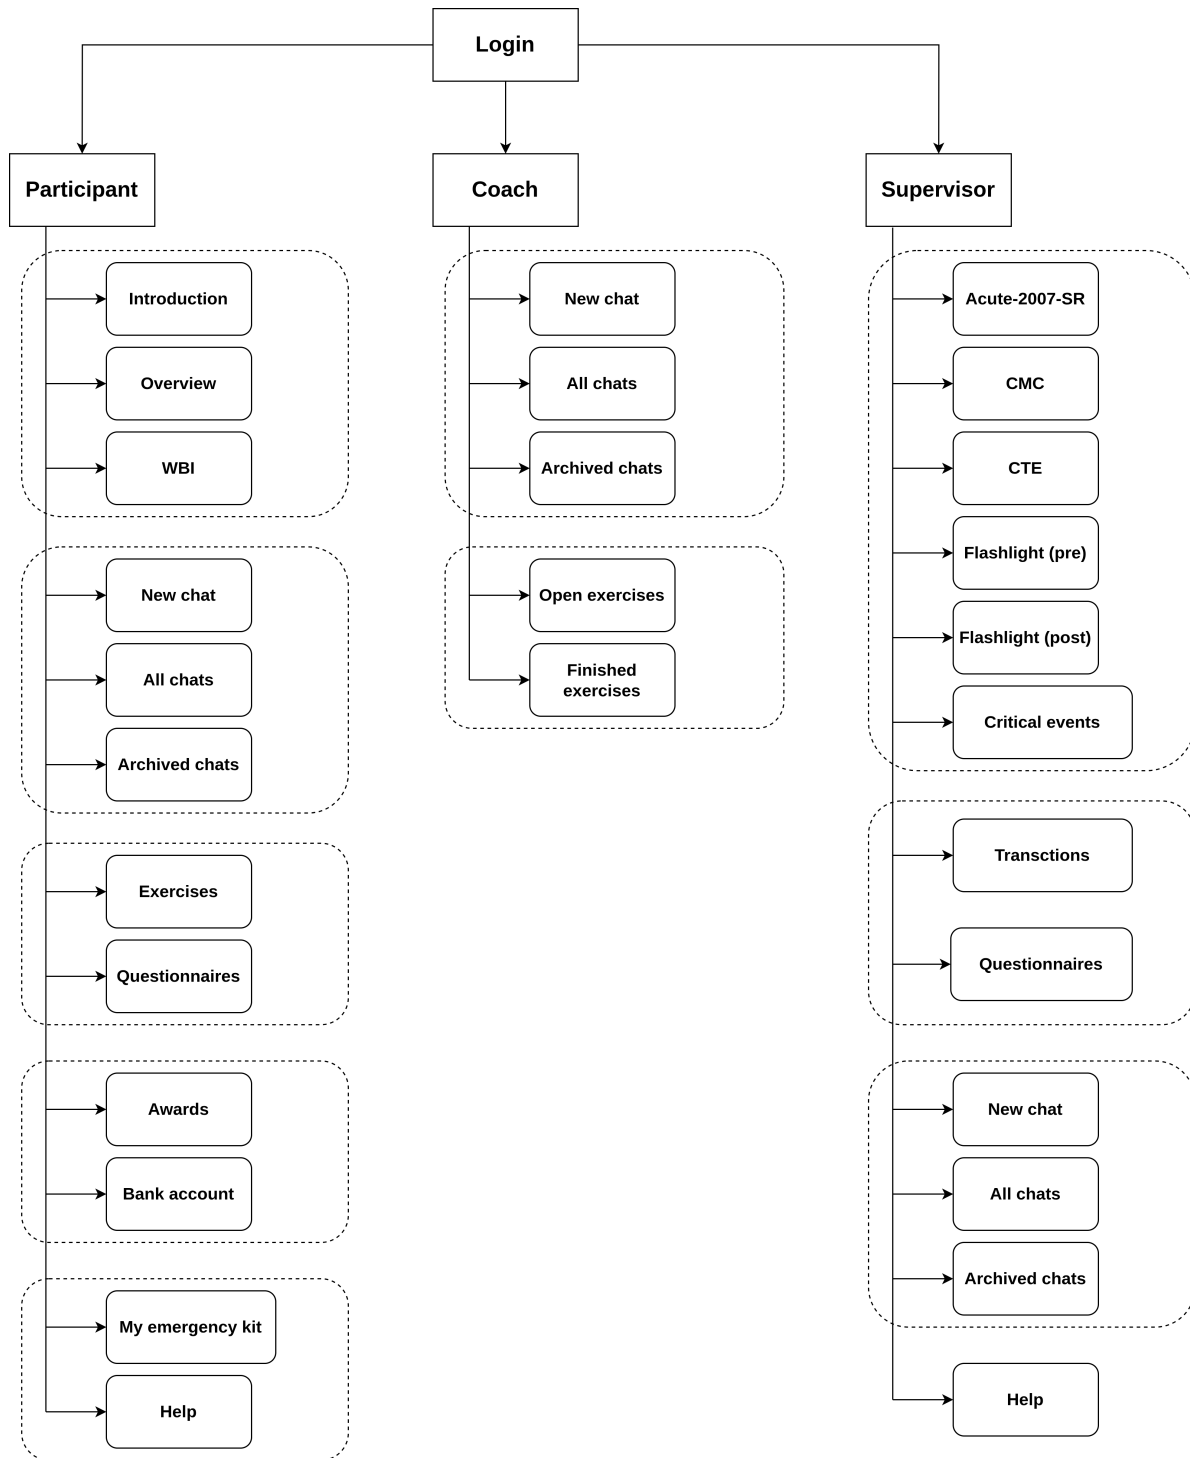 Login
Participant
Coach
Supervisor
Introduction
Overview
WBI
New chat
All chats
Archived chats
Exercises
Questionnaires
Awards
Bank account
My emergency kit
Help
New chat
All chats
Archived chats
Open exercises
Finished
exercises
Acute-2007-SR
CMC
CTE
Flashlight (pre)
Flashlight (post)
Critical events
Transctions
Questionnaires
New chat
All chats
Archived chats
Help